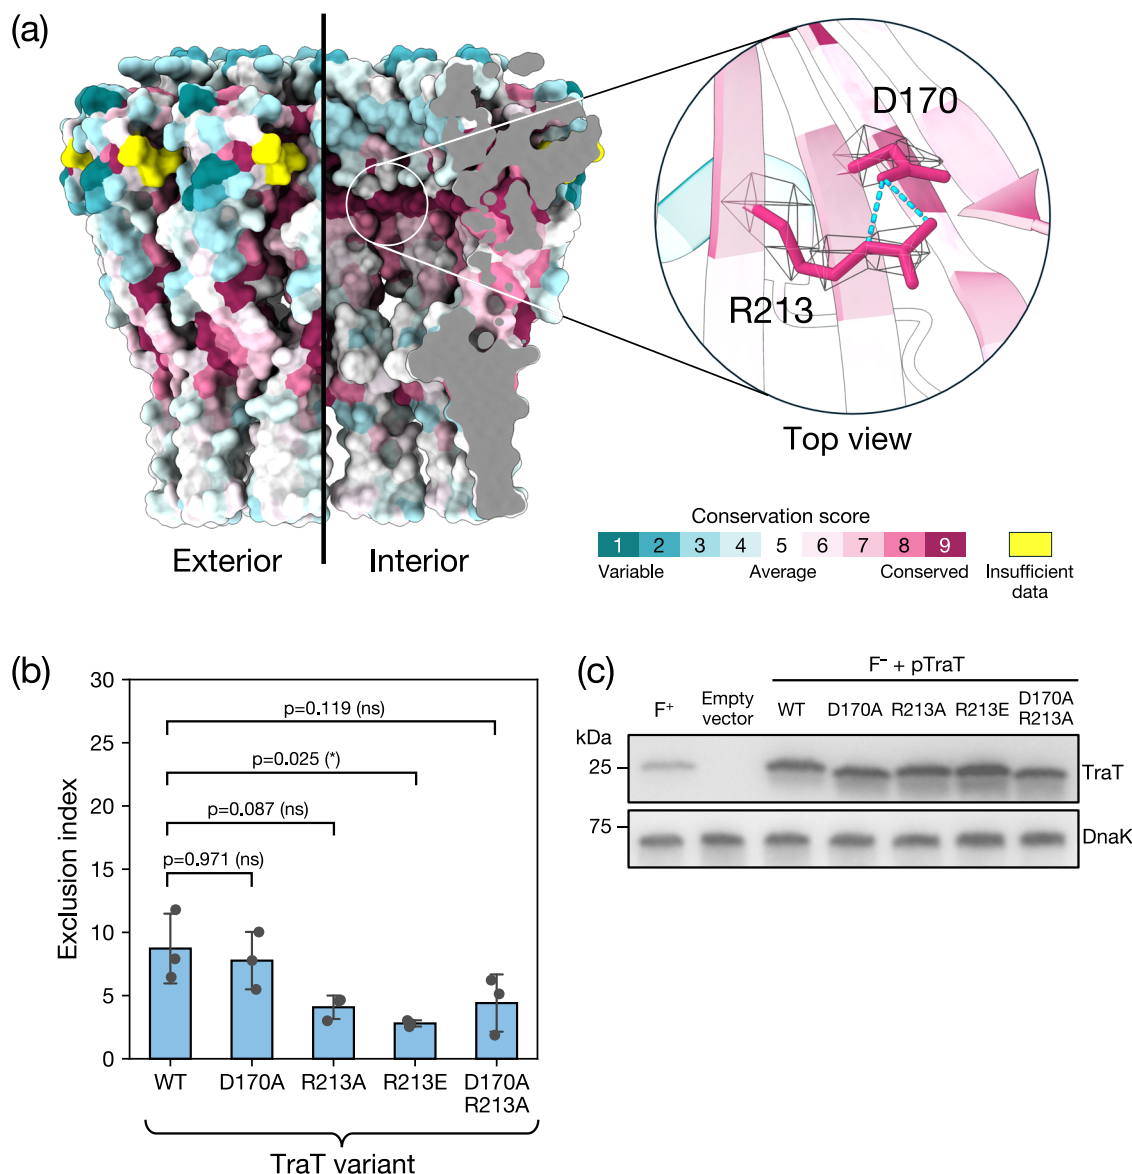 (a)
D170
R213
Top view
Exterior
Interior
Conservation score
1 2 3 4 5 6 7 8 9
Variable Average Conserved
Insufficient
data
(b)
Exclusion index
30
25
20
15
10
5
0
p=0.119 (ns)
p=0.025 (*)
p=0.087 (ns)
p=0.971 (ns)
WT D170A R213A R213E D170A
R213A
TraT variant
(c)
F⁻ + pTraT
F⁺ Empty
vector WT D170A R213A R213E D170A
R213A
kDa
25 TraT
75 DnaK